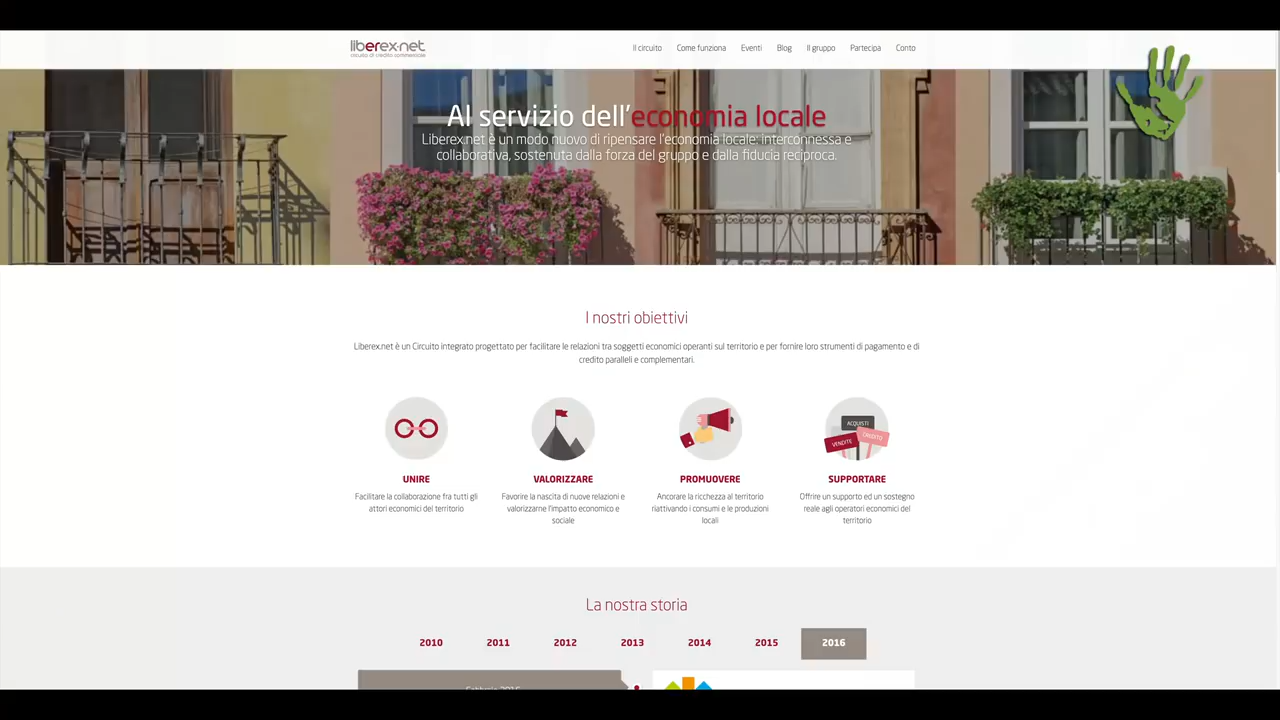 liberex.net
circuito di credito commerciale
Il circuito
Come funziona
Eventi
Blog
Il gruppo
Partecipa
Conto
Al servizio dell'economia locale
Liberex.net è un modo nuovo di ripensare l'economia locale: interconnessa e
collaborativa, sostenuta dalla forza del gruppo e dalla fiducia reciproca.
I nostri obiettivi
Liberex.net è un Circuito integrato progettato per facilitare le relazioni tra soggetti economici operanti sul territorio e per fornire loro strumenti di pagamento e di
credito paralleli e complementari.
ACQUISTI
VENDITE
CREDITO
UNIRE
Facilitare la collaborazione fra tutti gli
attori economici del territorio
VALORIZZARE
Favorire la nascita di nuove relazioni e
valorizzarne l'impatto economico e
sociale
PROMUOVERE
Ancorare la ricchezza al territorio
riattivando i consumi e le produzioni
locali
SUPPORTARE
Offrire un supporto ed un sostegno
reale agli operatori economici del
territorio
La nostra storia
2010
2011
2012
2013
2014
2015
2016